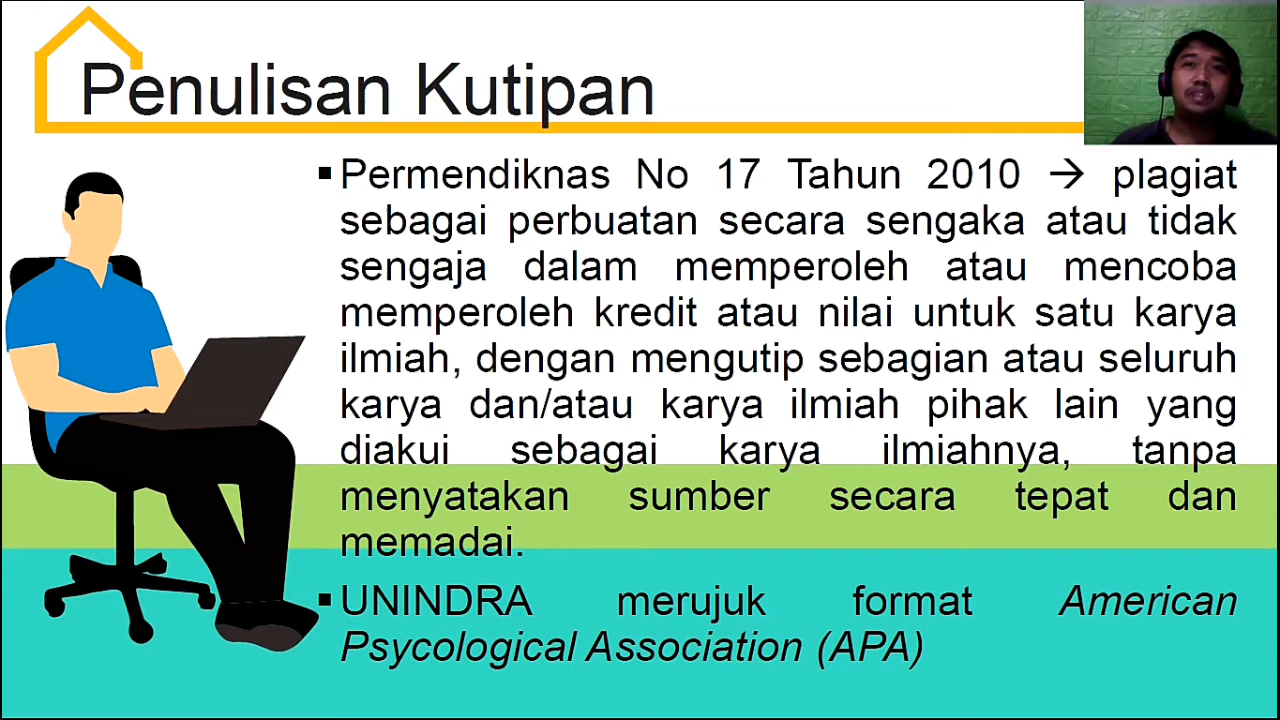 Penulisan Kutipan
▪Permendiknas No 17 Tahun 2010 → plagiat
sebagai perbuatan secara sengaka atau tidak
sengaja dalam memperoleh atau mencoba
memperoleh kredit atau nilai untuk satu karya
ilmiah, dengan mengutip sebagian atau seluruh
karya dan/atau karya ilmiah pihak lain yang
diakui sebagai karya ilmiahnya, tanpa
menyatakan sumber secara tepat dan
memadai.
▪UNINDRA merujuk format American
Psycological Association (APA)